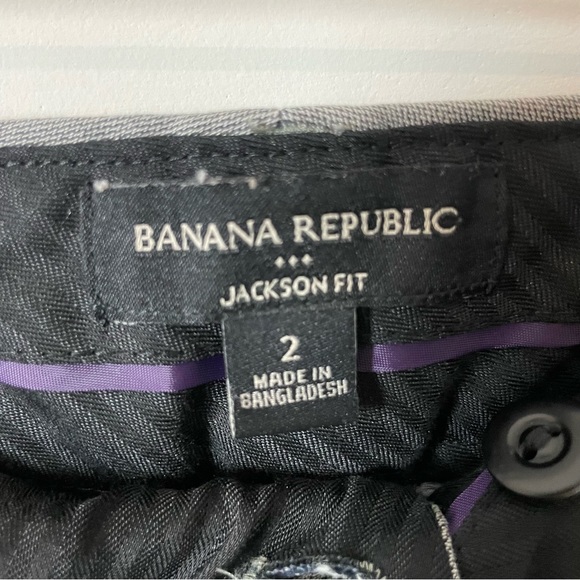 BANANA REPUBLIC
JACKSON FIT
2
MADE IN
BANGLADESH